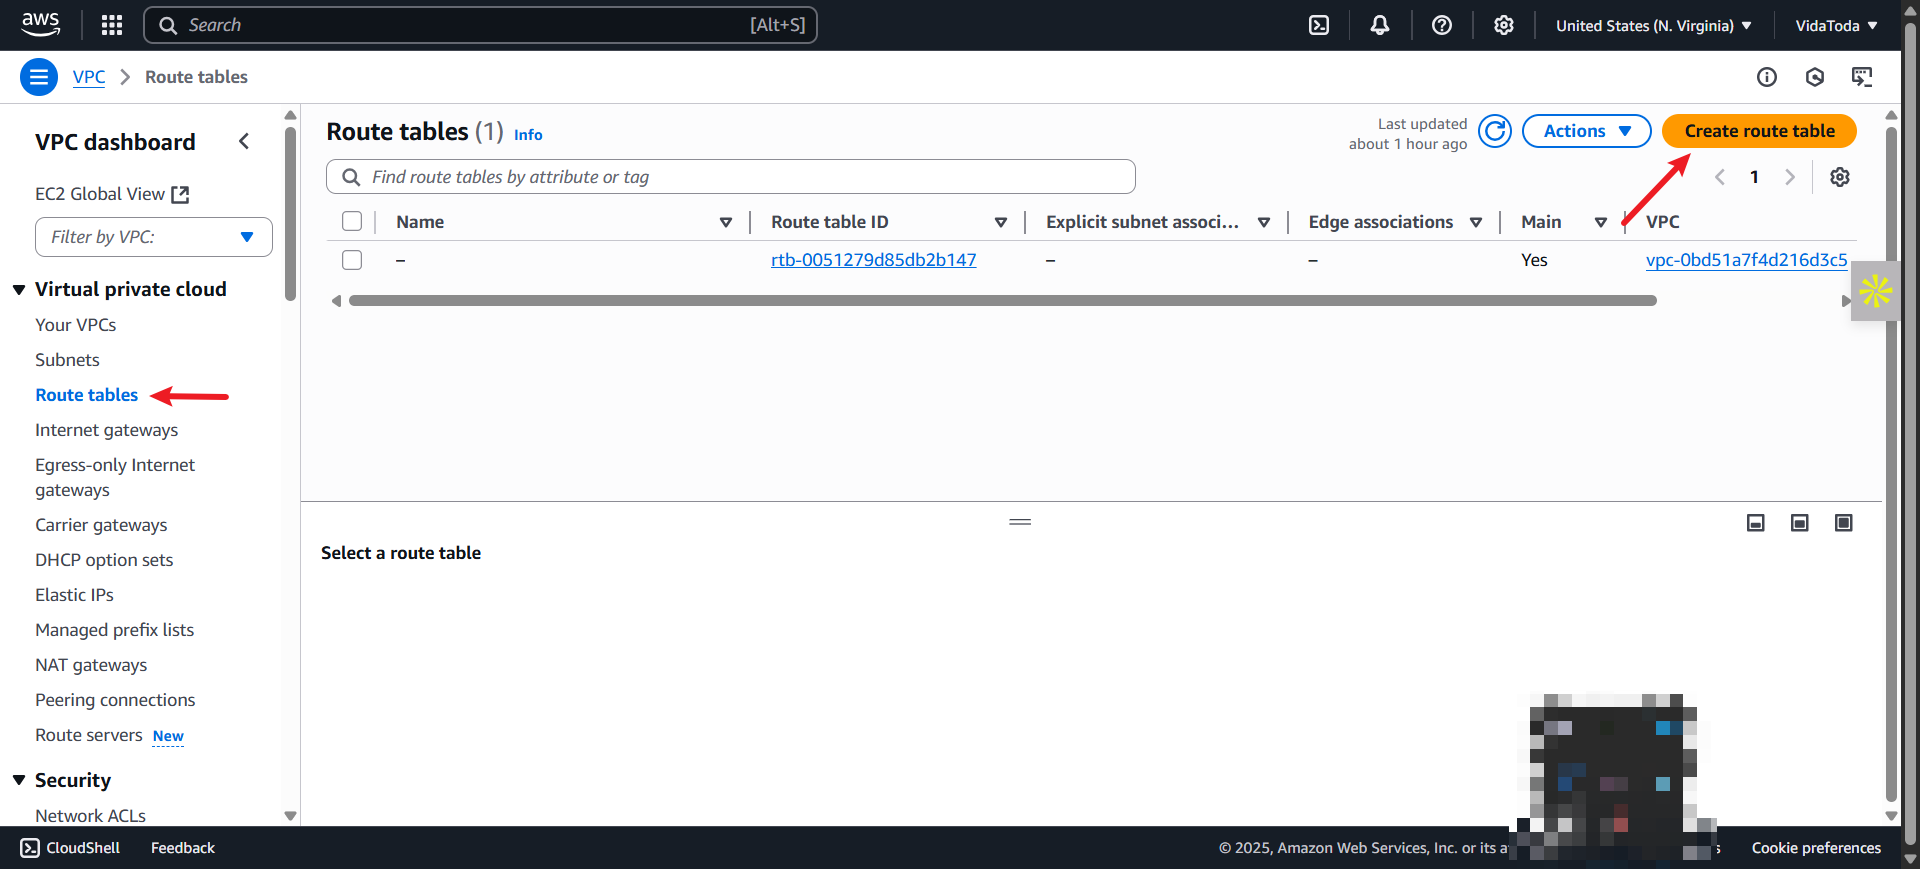 aws
Search [Alt+S]
United States (N. Virginia)
VidaToda
VPC
Route tables
VPC dashboard
EC2 Global View
Filter by VPC:
Virtual private cloud
Your VPCs
Subnets
Route tables
Internet gateways
Egress-only Internet
gateways
Carrier gateways
DHCP option sets
Elastic IPs
Managed prefix lists
NAT gateways
Peering connections
Route servers New
Security
Network ACLs
Route tables (1) Info
Last updated
about 1 hour ago
Actions
Create route table
Find route tables by attribute or tag
1
Name Route table ID Explicit subnet associ... Edge associations Main VPC
– rtb-0051279d85db2b147 – – Yes vpc-0bd51a7f4d216d3c5
Select a route table
CloudShell
Feedback
© 2025, Amazon Web Services, Inc. or its
Cookie preferences